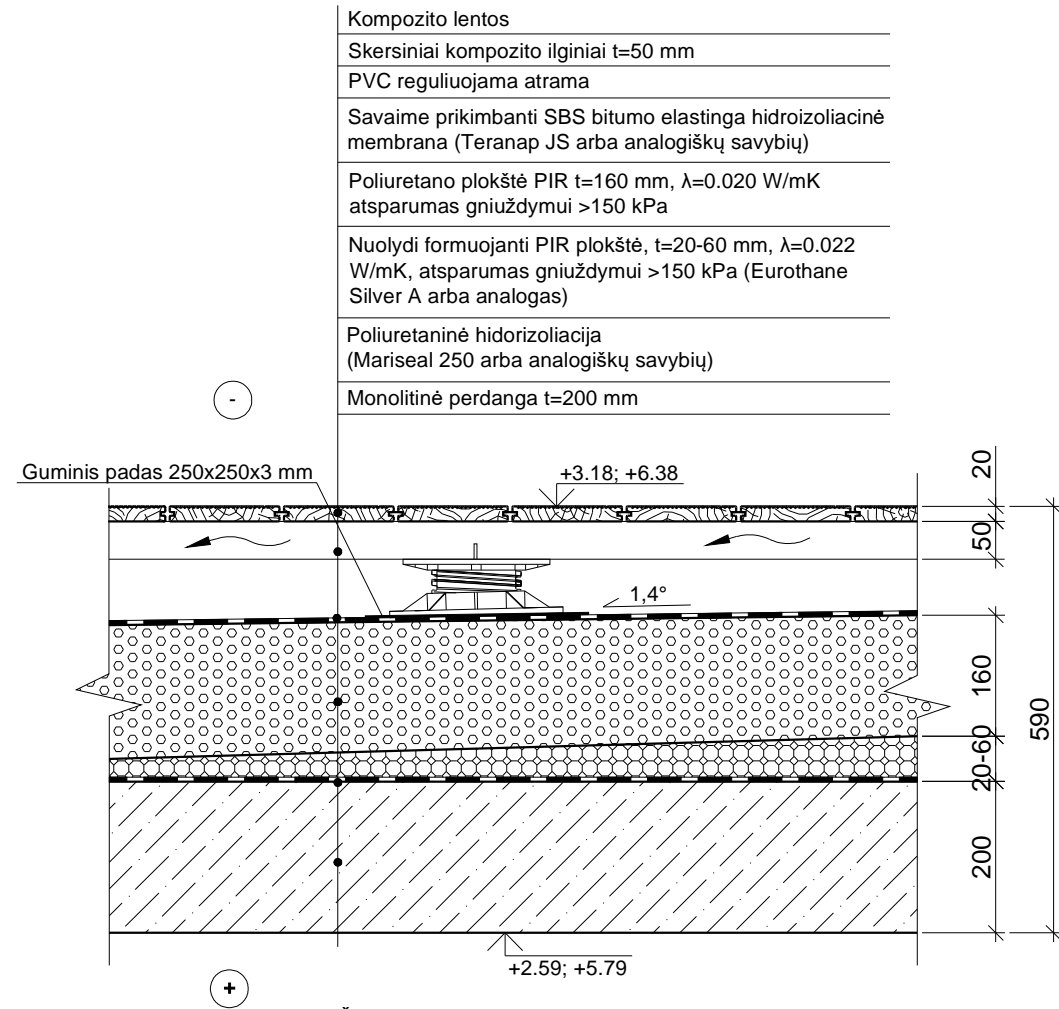 Kompozito lentos
Skersiniai kompozito ilginiai t=50 mm
PVC reguliuojama atrama
Savaime prikimbanti SBS bitumo elastinga hidroizoliacinė
membrana (Teranap JS arba analogiškų savybių)
Poliuretano plokštė PIR t=160 mm, λ=0.020 W/mK
atsparumas gniuždymui >150 kPa
Nuolydi formuojanti PIR plokštė, t=20-60 mm, λ=0.022
W/mK, atsparumas gniuždymui >150 kPa (Eurothane
Silver A arba analogas)
Poliuretaninė hidorizoliacija
(Mariseal 250 arba analogiškų savybių)
-
Monolitinė perdanga t=200 mm
Guminis padas 250x250x3 mm
+3.18; +6.38
20
50
1,4°
160
590
20-60
200
+2.59; +5.79
+